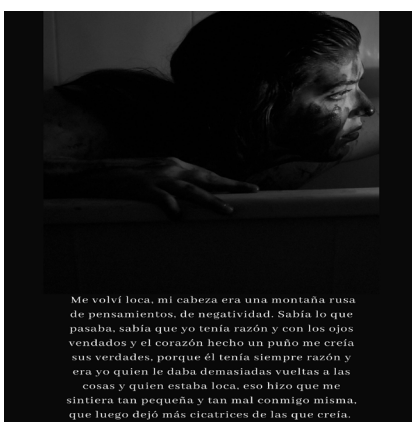 Me volví loca, mi cabeza era una montaña rusa
de pensamientos, de negatividad. Sabía lo que
pasaba, sabía que yo tenía razón y con los ojos
vendados y el corazón hecho un puño me creía
sus verdades, porque él tenía siempre razón y
era yo quien le daba demasiadas vueltas a las
cosas y quien estaba loca, eso hizo que me
sintiera tan pequeña y tan mal conmigo misma,
que luego dejó más cicatrices de las que creía.